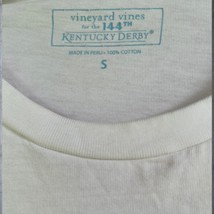 vineyard vines
for the 144TH
KENTUCKY DERBY®
MADE IN PERU • 100% COTTON
S